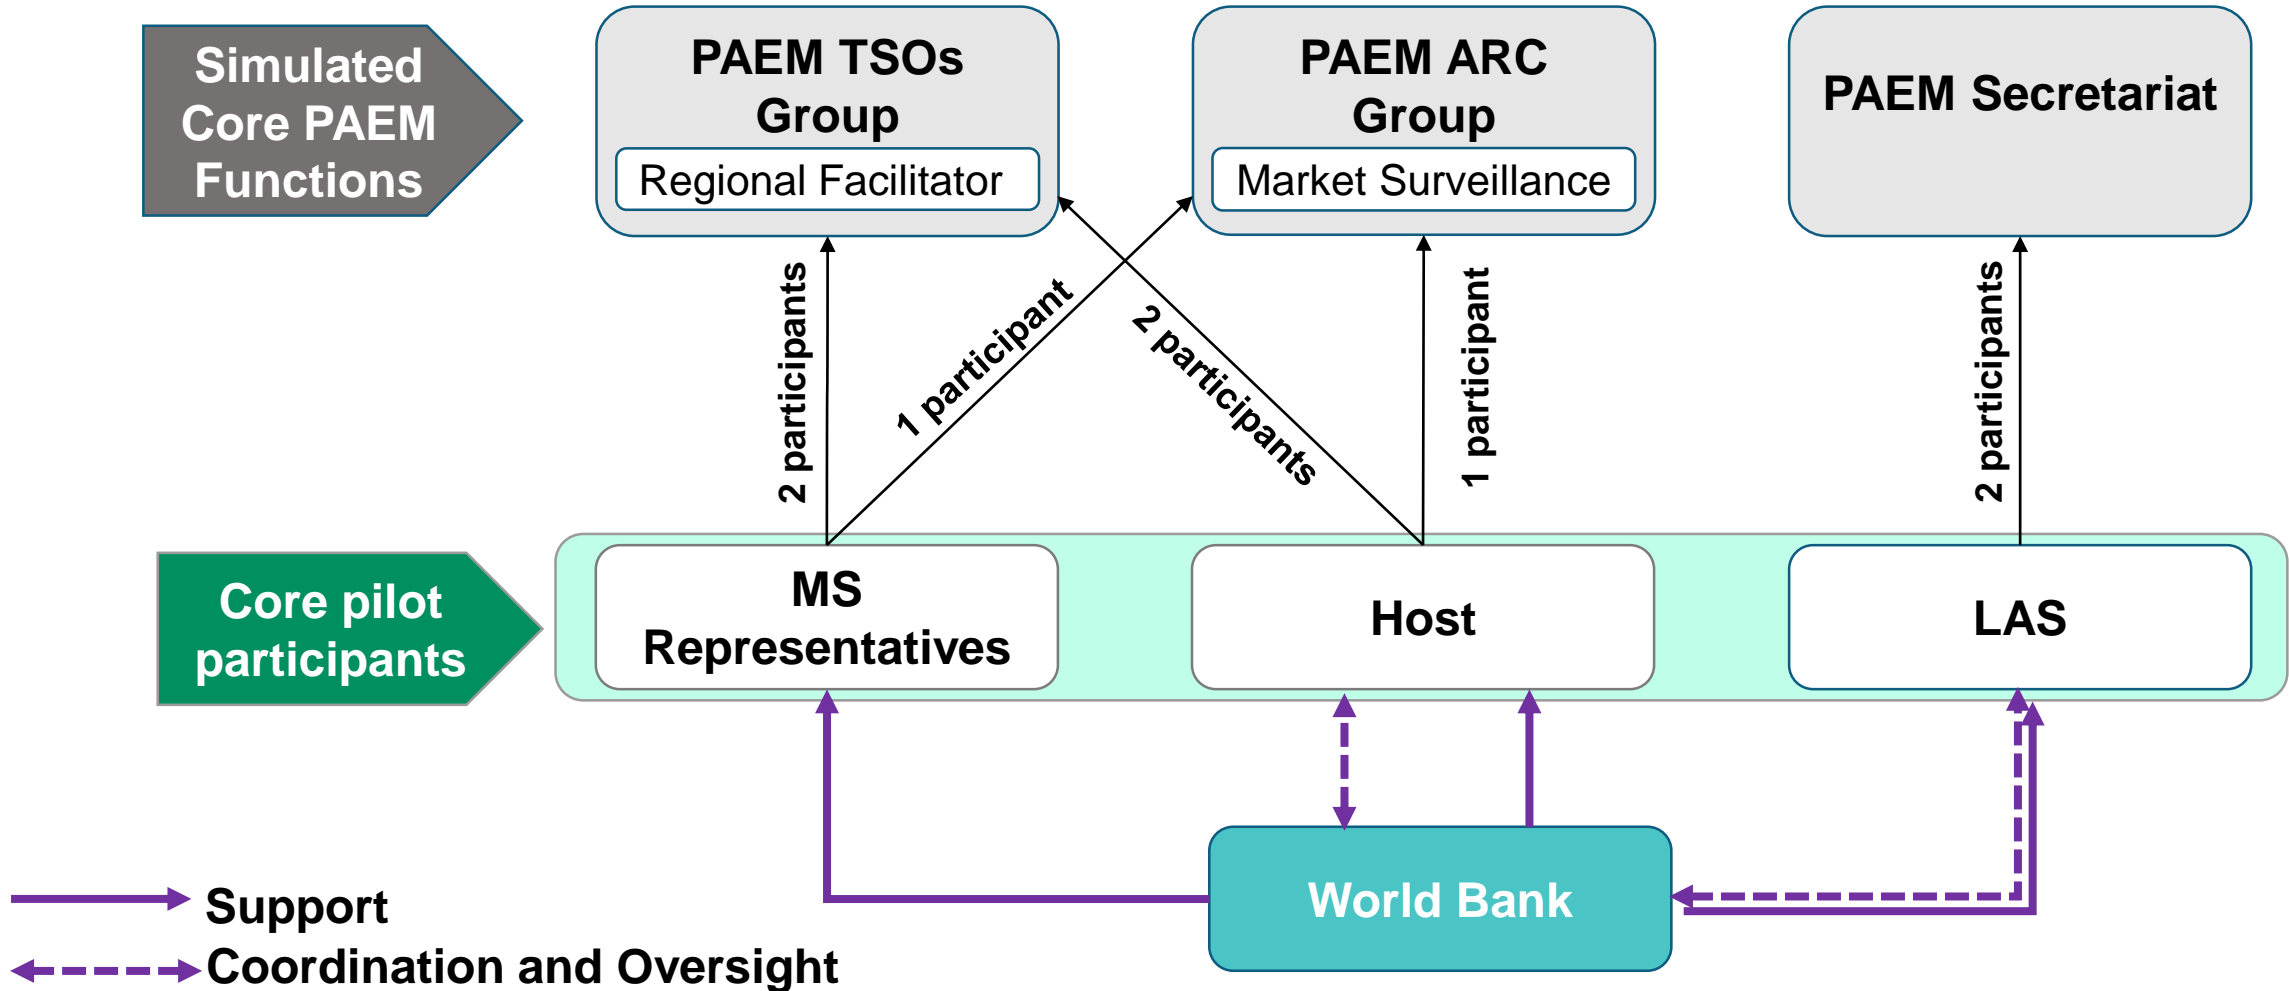 Simulated
Core PAEM
Functions
PAEM TSOs
Group
Regional Facilitator
PAEM ARC
Group
Market Surveillance
PAEM Secretariat
2 participants
1 participant
2 participants
1 participant
2 participants
Core pilot
participants
MS
Representatives
Host
LAS
World Bank
Support
Coordination and Oversight